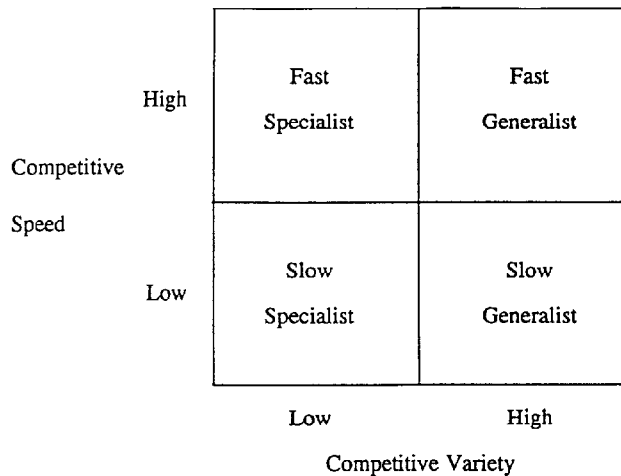 Fast
Fast
High
Specialist
Generalist
Competitive
Speed
Slow
Slow
Low
Specialist
Generalist
Low
High
Competitive Variety